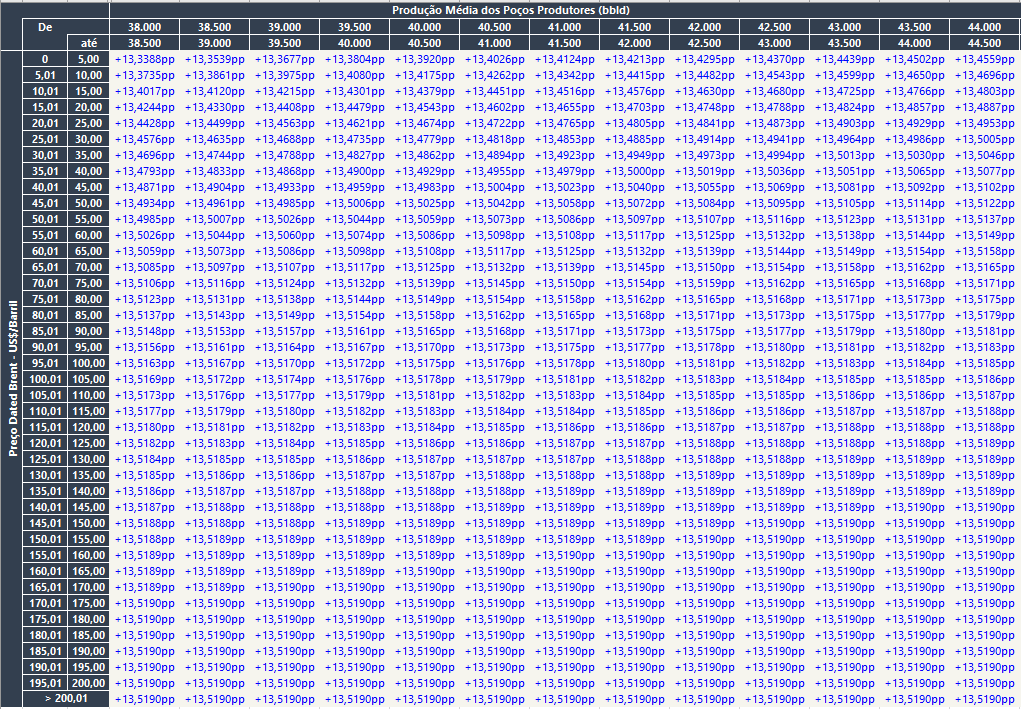 Produção Média dos Poços Produtores (bbld)
De 38.000 38.500 39.000 39.500 40.000 40.500 41.000 41.500 42.000 42.500 43.000 43.500 44.000
até 38.500 39.000 39.500 40.000 40.500 41.000 41.500 42.000 42.500 43.000 43.500 44.000 44.500
Preço Dated Brent - US$/Barril
0 5,00 +13,3388pp +13,3539pp +13,3677pp +13,3804pp +13,3920pp +13,4026pp +13,4124pp +13,4213pp +13,4295pp +13,4370pp +13,4439pp +13,4502pp +13,4559pp
5,01 10,00 +13,3735pp +13,3861pp +13,3975pp +13,4080pp +13,4175pp +13,4262pp +13,4342pp +13,4415pp +13,4482pp +13,4543pp +13,4599pp +13,4650pp +13,4696pp
10,01 15,00 +13,4017pp +13,4120pp +13,4215pp +13,4301pp +13,4379pp +13,4451pp +13,4516pp +13,4576pp +13,4630pp +13,4680pp +13,4725pp +13,4766pp +13,4803pp
15,01 20,00 +13,4244pp +13,4330pp +13,4408pp +13,4479pp +13,4543pp +13,4602pp +13,4655pp +13,4703pp +13,4748pp +13,4788pp +13,4824pp +13,4857pp +13,4887pp
20,01 25,00 +13,4428pp +13,4499pp +13,4563pp +13,4621pp +13,4674pp +13,4722pp +13,4765pp +13,4805pp +13,4841pp +13,4873pp +13,4903pp +13,4929pp +13,4953pp
25,01 30,00 +13,4576pp +13,4635pp +13,4688pp +13,4735pp +13,4779pp +13,4818pp +13,4853pp +13,4885pp +13,4914pp +13,4941pp +13,4964pp +13,4986pp +13,5005pp
30,01 35,00 +13,4696pp +13,4744pp +13,4788pp +13,4827pp +13,4862pp +13,4894pp +13,4923pp +13,4949pp +13,4973pp +13,4994pp +13,5013pp +13,5030pp +13,5046pp
35,01 40,00 +13,4793pp +13,4833pp +13,4868pp +13,4900pp +13,4929pp +13,4955pp +13,4979pp +13,5000pp +13,5019pp +13,5036pp +13,5051pp +13,5065pp +13,5077pp
40,01 45,00 +13,4871pp +13,4904pp +13,4933pp +13,4959pp +13,4983pp +13,5004pp +13,5023pp +13,5040pp +13,5055pp +13,5069pp +13,5081pp +13,5092pp +13,5102pp
45,01 50,00 +13,4934pp +13,4961pp +13,4985pp +13,5006pp +13,5025pp +13,5042pp +13,5058pp +13,5072pp +13,5084pp +13,5095pp +13,5105pp +13,5114pp +13,5122pp
50,01 55,00 +13,4985pp +13,5007pp +13,5026pp +13,5044pp +13,5059pp +13,5073pp +13,5086pp +13,5097pp +13,5107pp +13,5116pp +13,5123pp +13,5131pp +13,5137pp
55,01 60,00 +13,5026pp +13,5044pp +13,5060pp +13,5074pp +13,5086pp +13,5098pp +13,5108pp +13,5117pp +13,5125pp +13,5132pp +13,5138pp +13,5144pp +13,5149pp
60,01 65,00 +13,5059pp +13,5073pp +13,5086pp +13,5098pp +13,5108pp +13,5117pp +13,5125pp +13,5132pp +13,5139pp +13,5144pp +13,5149pp +13,5154pp +13,5158pp
65,01 70,00 +13,5085pp +13,5097pp +13,5107pp +13,5117pp +13,5125pp +13,5132pp +13,5139pp +13,5145pp +13,5150pp +13,5154pp +13,5158pp +13,5162pp +13,5165pp
70,01 75,00 +13,5106pp +13,5116pp +13,5124pp +13,5132pp +13,5139pp +13,5145pp +13,5150pp +13,5154pp +13,5159pp +13,5162pp +13,5165pp +13,5168pp +13,5171pp
75,01 80,00 +13,5123pp +13,5131pp +13,5138pp +13,5144pp +13,5149pp +13,5154pp +13,5158pp +13,5162pp +13,5165pp +13,5168pp +13,5171pp +13,5173pp +13,5175pp
80,01 85,00 +13,5137pp +13,5143pp +13,5149pp +13,5154pp +13,5158pp +13,5162pp +13,5165pp +13,5168pp +13,5171pp +13,5173pp +13,5175pp +13,5177pp +13,5179pp
85,01 90,00 +13,5148pp +13,5153pp +13,5157pp +13,5161pp +13,5165pp +13,5168pp +13,5171pp +13,5173pp +13,5175pp +13,5177pp +13,5179pp +13,5180pp +13,5181pp
90,01 95,00 +13,5156pp +13,5161pp +13,5164pp +13,5167pp +13,5170pp +13,5173pp +13,5175pp +13,5177pp +13,5178pp +13,5180pp +13,5181pp +13,5182pp +13,5183pp
95,01 100,00 +13,5163pp +13,5167pp +13,5170pp +13,5172pp +13,5175pp +13,5176pp +13,5178pp +13,5180pp +13,5181pp +13,5182pp +13,5183pp +13,5184pp +13,5185pp
100,01 105,00 +13,5169pp +13,5172pp +13,5174pp +13,5176pp +13,5178pp +13,5179pp +13,5181pp +13,5182pp +13,5183pp +13,5184pp +13,5185pp +13,5185pp +13,5186pp
105,01 110,00 +13,5173pp +13,5176pp +13,5177pp +13,5179pp +13,5181pp +13,5182pp +13,5183pp +13,5184pp +13,5185pp +13,5185pp +13,5186pp +13,5186pp +13,5187pp
110,01 115,00 +13,5177pp +13,5179pp +13,5180pp +13,5182pp +13,5183pp +13,5184pp +13,5184pp +13,5185pp +13,5186pp +13,5186pp +13,5187pp +13,5187pp +13,5188pp
115,01 120,00 +13,5180pp +13,5181pp +13,5182pp +13,5183pp +13,5184pp +13,5185pp +13,5186pp +13,5186pp +13,5187pp +13,5187pp +13,5188pp +13,5188pp +13,5188pp
120,01 125,00 +13,5182pp +13,5183pp +13,5184pp +13,5185pp +13,5186pp +13,5186pp +13,5187pp +13,5187pp +13,5188pp +13,5188pp +13,5188pp +13,5188pp +13,5189pp
125,01 130,00 +13,5184pp +13,5185pp +13,5185pp +13,5186pp +13,5187pp +13,5187pp +13,5187pp +13,5188pp +13,5188pp +13,5188pp +13,5189pp +13,5189pp +13,5189pp
130,01 135,00 +13,5185pp +13,5186pp +13,5186pp +13,5187pp +13,5187pp +13,5188pp +13,5188pp +13,5188pp +13,5189pp +13,5189pp +13,5189pp +13,5189pp +13,5189pp
135,01 140,00 +13,5186pp +13,5187pp +13,5187pp +13,5188pp +13,5188pp +13,5188pp +13,5189pp +13,5189pp +13,5189pp +13,5189pp +13,5189pp +13,5189pp +13,5189pp
140,01 145,00 +13,5187pp +13,5188pp +13,5188pp +13,5188pp +13,5188pp +13,5189pp +13,5189pp +13,5189pp +13,5189pp +13,5189pp +13,5189pp +13,5190pp +13,5190pp
145,01 150,00 +13,5188pp +13,5188pp +13,5188pp +13,5189pp +13,5189pp +13,5189pp +13,5189pp +13,5189pp +13,5189pp +13,5190pp +13,5190pp +13,5190pp +13,5190pp
150,01 155,00 +13,5188pp +13,5189pp +13,5189pp +13,5189pp +13,5189pp +13,5189pp +13,5189pp +13,5190pp +13,5190pp +13,5190pp +13,5190pp +13,5190pp +13,5190pp
155,01 160,00 +13,5189pp +13,5189pp +13,5189pp +13,5189pp +13,5189pp +13,5190pp +13,5190pp +13,5190pp +13,5190pp +13,5190pp +13,5190pp +13,5190pp +13,5190pp
160,01 165,00 +13,5189pp +13,5189pp +13,5189pp +13,5189pp +13,5190pp +13,5190pp +13,5190pp +13,5190pp +13,5190pp +13,5190pp +13,5190pp +13,5190pp +13,5190pp
165,01 170,00 +13,5189pp +13,5189pp +13,5190pp +13,5190pp +13,5190pp +13,5190pp +13,5190pp +13,5190pp +13,5190pp +13,5190pp +13,5190pp +13,5190pp +13,5190pp
170,01 175,00 +13,5190pp +13,5190pp +13,5190pp +13,5190pp +13,5190pp +13,5190pp +13,5190pp +13,5190pp +13,5190pp +13,5190pp +13,5190pp +13,5190pp +13,5190pp
175,01 180,00 +13,5190pp +13,5190pp +13,5190pp +13,5190pp +13,5190pp +13,5190pp +13,5190pp +13,5190pp +13,5190pp +13,5190pp +13,5190pp +13,5190pp +13,5190pp
180,01 185,00 +13,5190pp +13,5190pp +13,5190pp +13,5190pp +13,5190pp +13,5190pp +13,5190pp +13,5190pp +13,5190pp +13,5190pp +13,5190pp +13,5190pp +13,5190pp
185,01 190,00 +13,5190pp +13,5190pp +13,5190pp +13,5190pp +13,5190pp +13,5190pp +13,5190pp +13,5190pp +13,5190pp +13,5190pp +13,5190pp +13,5190pp +13,5190pp
190,01 195,00 +13,5190pp +13,5190pp +13,5190pp +13,5190pp +13,5190pp +13,5190pp +13,5190pp +13,5190pp +13,5190pp +13,5190pp +13,5190pp +13,5190pp +13,5190pp
195,01 200,00 +13,5190pp +13,5190pp +13,5190pp +13,5190pp +13,5190pp +13,5190pp +13,5190pp +13,5190pp +13,5190pp +13,5190pp +13,5190pp +13,5190pp +13,5190pp
> 200,01 +13,5190pp +13,5190pp +13,5190pp +13,5190pp +13,5190pp +13,5190pp +13,5190pp +13,5190pp +13,5190pp +13,5190pp +13,5190pp +13,5190pp +13,5190pp